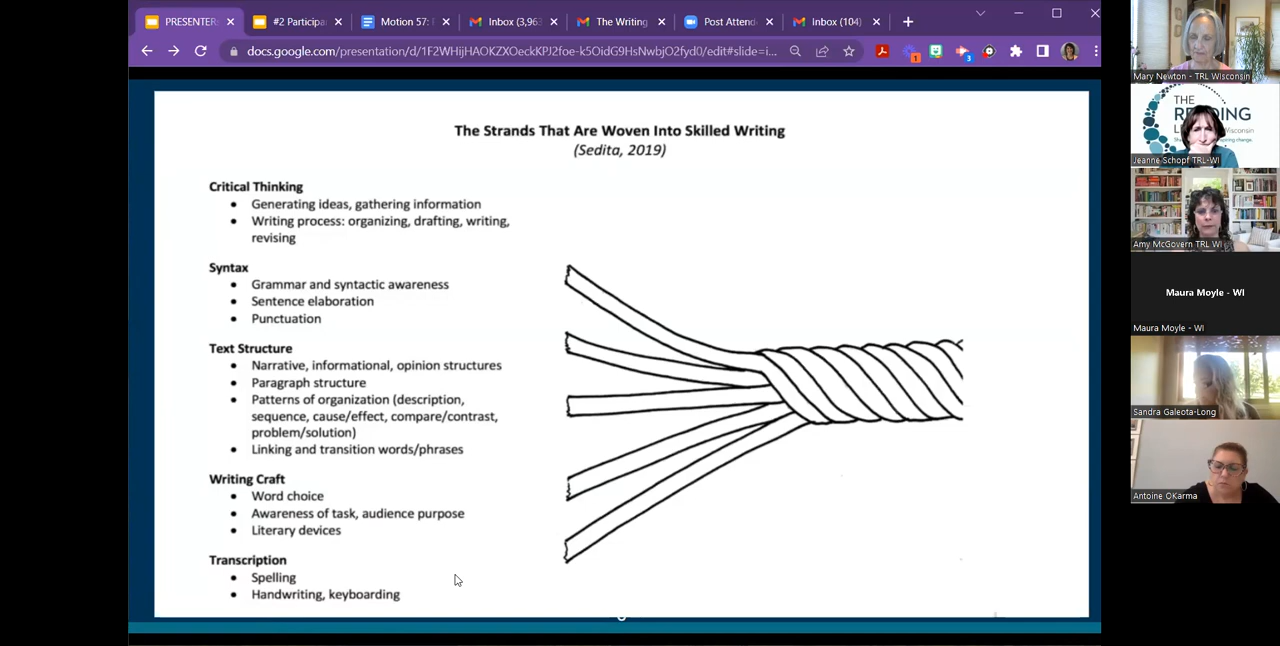 PRESENTER
#2 Participa
Motion 57:
Inbox (3,963
The Writing
Post Attend
Inbox (104)
docs.google.com/presentation/d/1F2WHijHAOKZXOeckKPJ2foe-k5OidG9HsNwbjO2fyd0/edit#slide=i...
The Strands That Are Woven Into Skilled Writing
(Sedita, 2019)
Critical Thinking
Generating ideas, gathering information
Writing process: organizing, drafting, writing,
revising
Syntax
Grammar and syntactic awareness
Sentence elaboration
Punctuation
Text Structure
Narrative, informational, opinion structures
Paragraph structure
Patterns of organization (description,
sequence, cause/effect, compare/contrast,
problem/solution)
Linking and transition words/phrases
Writing Craft
Word choice
Awareness of task, audience purpose
Literary devices
Transcription
Spelling
Handwriting, keyboarding
Mary Newton - TRL Wisconsin
THE
Jeanne Schopf TRL-WI
Amy McGovern TRL WI
Maura Moyle - WI
Maura Moyle - WI
Sandra Galeota-Long
Antoine OKarma